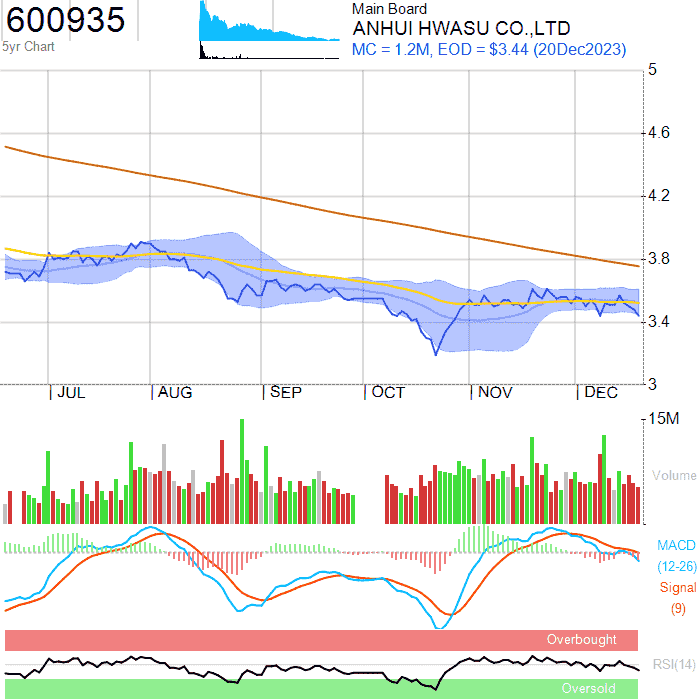 600935
5yr Chart
Main Board
ANHUI HWASU CO.,LTD
MC = 1.2M, EOD = $3.44 (20Dec2023)
5
4.6
4.2
3.8
3.4
3
JUL AUG SEP OCT NOV DEC
15M
Volume
MACD
(12-26)
Signal
(9)
Overbought
RSI(14)
Oversold